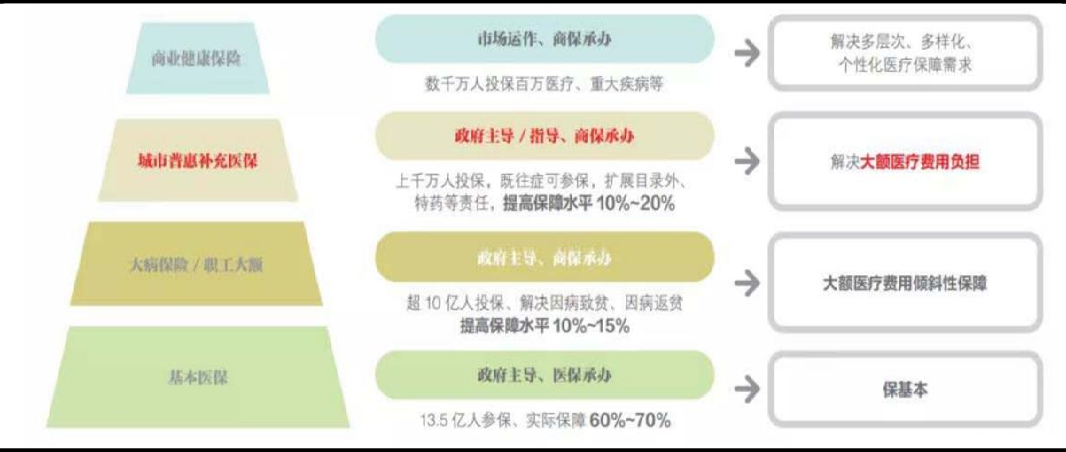 商业健康保险
市场运作、商保承办
数千万人投保百万医疗、重大疾病等
解决多层次、多样化、
个性化医疗保障需求
城市普惠补充医保
政府主导 / 指导、商保承办
上千万人投保，既往症可参保，扩展目录外、
特药等责任，提高保障水平 10%~20%
解决大额医疗费用负担
大病保险 / 职工大额
政府主导、商保承办
超 10 亿人投保、解决因病致贫、因病返贫
提高保障水平 10%~15%
大额医疗费用倾斜性保障
基本医保
政府主导、医保承办
13.5 亿人参保、实际保障 60%~70%
保基本